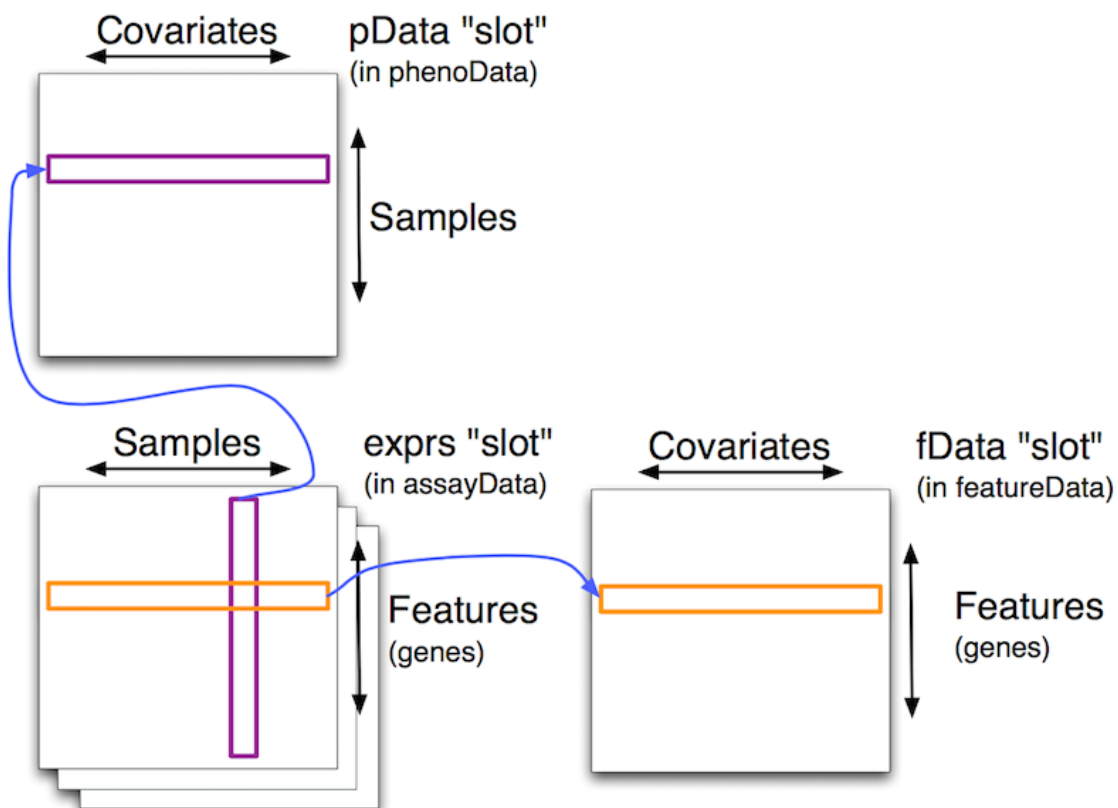 Covariates
pData "slot"
(in phenoData)
Samples
Samples
exprs "slot"
(in assayData)
Features
(genes)
Covariates
fData "slot"
(in featureData)
Features
(genes)